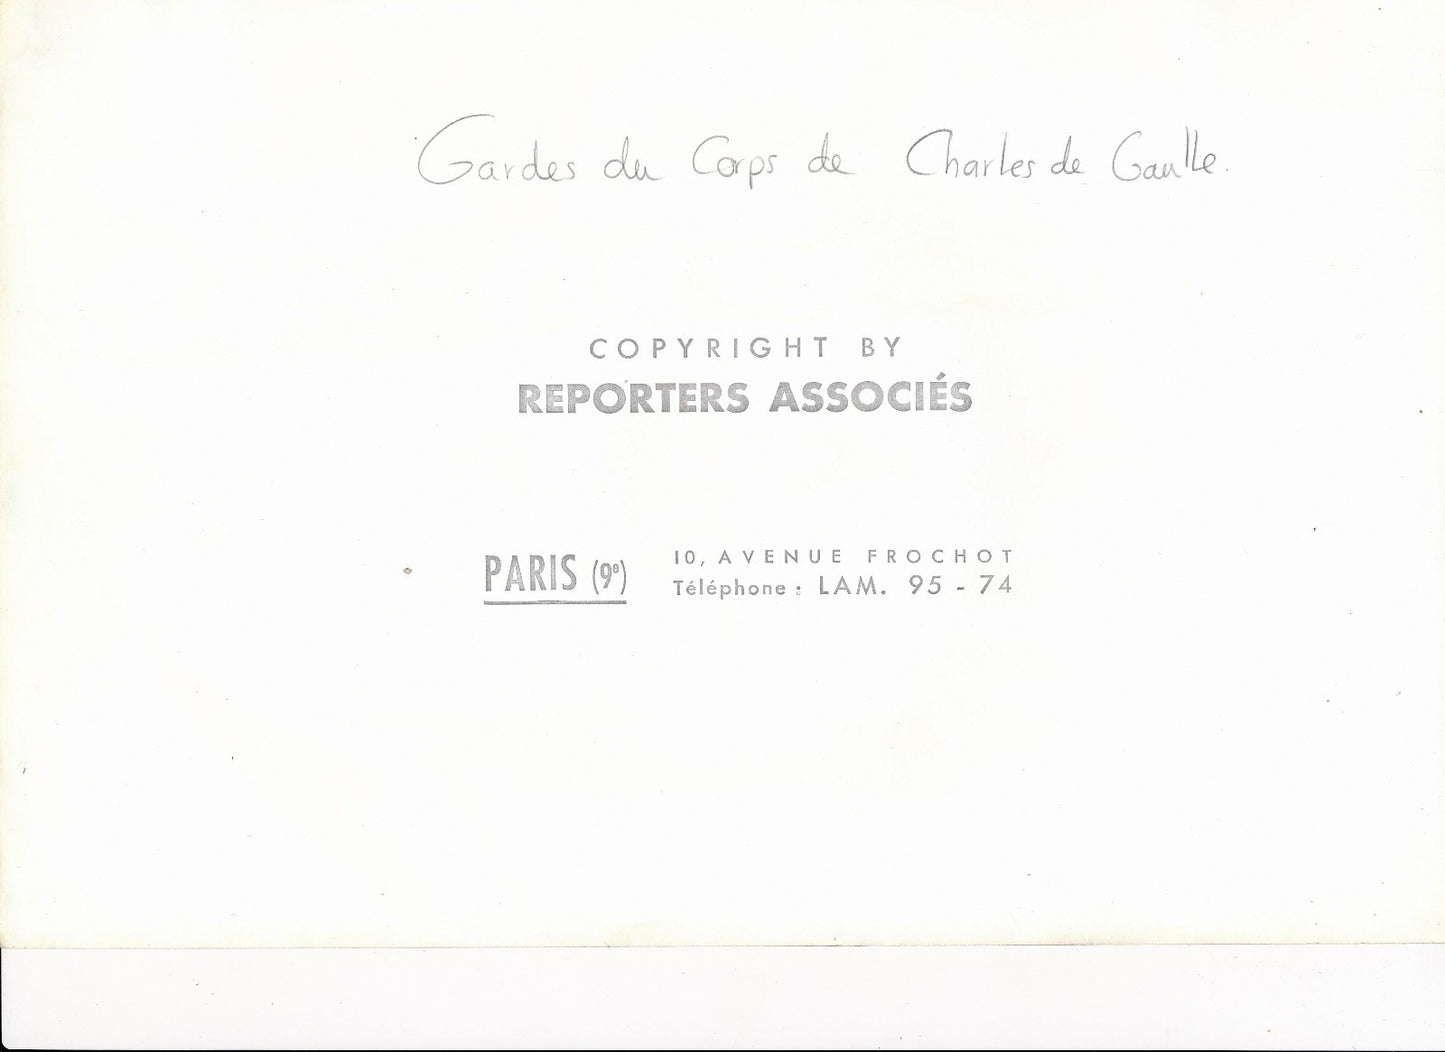 Gardes du Corps de Charles de Gaulle.
COPYRIGHT BY
REPORTERS ASSOCIÉS
PARIS (9e)
10, AVENUE FROCHOT
Téléphone : LAM. 95 - 74